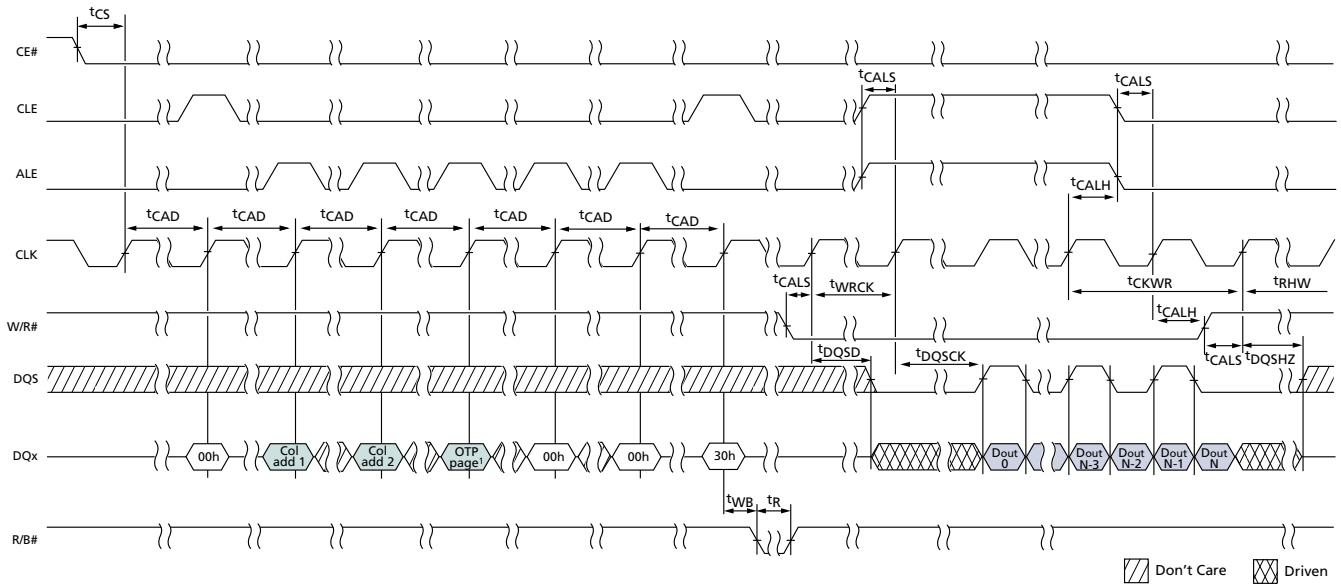 tCS
CE#
tCALS
tCALS
CLE
ALE
tCALH
tCAD
tCAD
tCAD
tCAD
tCAD
tCAD
tCAD
CLK
tCALS
tWRCK
tCKWR
tRHW
tCALH
W/R#
tDQSD
tDQSCK
tCALS
tDQSHZ
DQS
DQx
00h
Col
add 1
Col
add 2
OTP
page1
00h
00h
30h
Dout
0
Dout
N-3
Dout
N-2
Dout
N-1
Dout
N
tWB
tR
R/B#
Don't Care
Driven